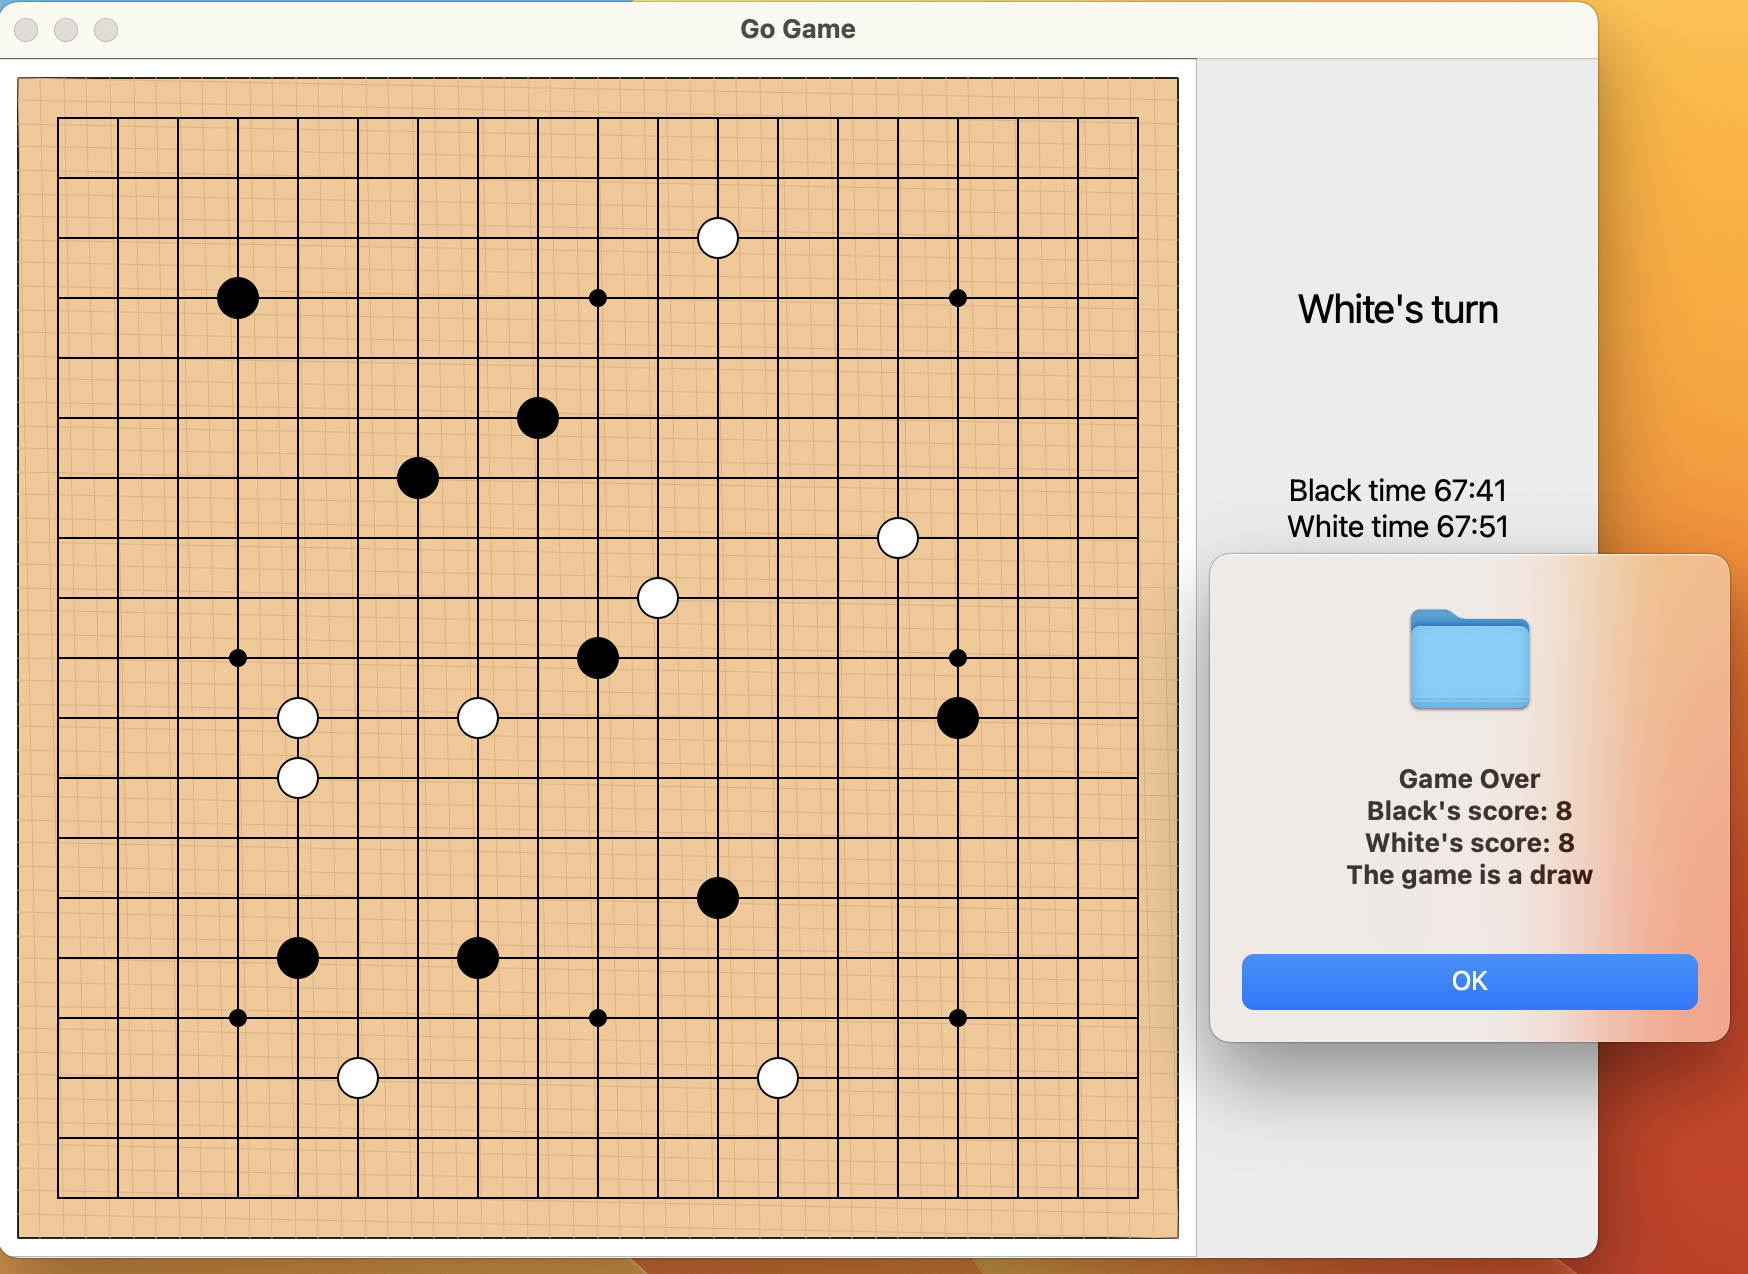 Go Game
White's turn
Black time 67:41
White time 67:51
Game Over
Black's score: 8
White's score: 8
The game is a draw
OK